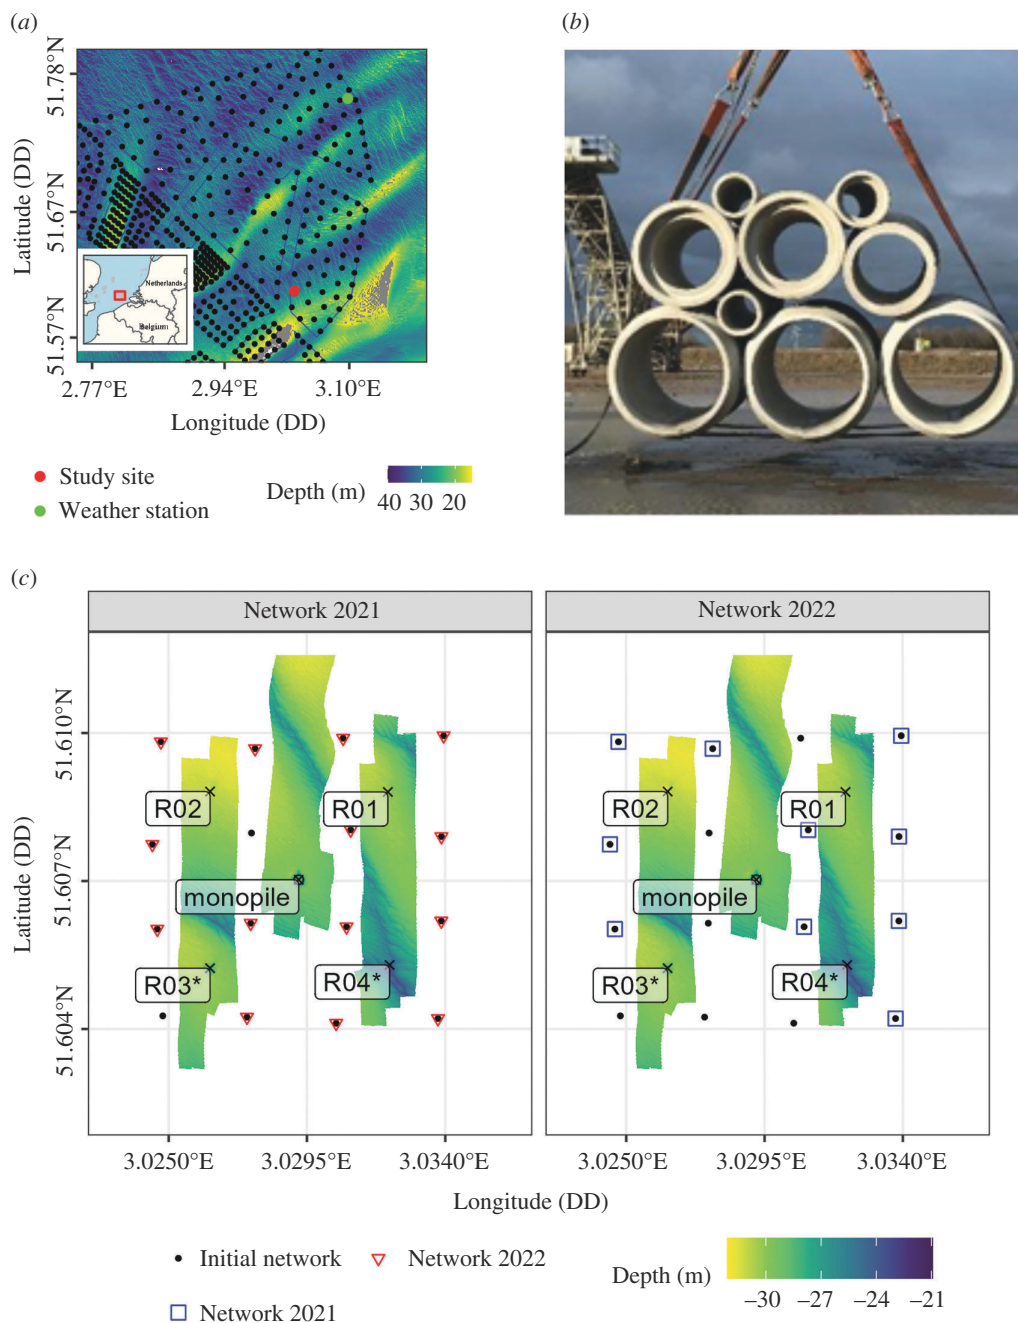 (a)
(b)
51.78°N
51.67°N
51.57°N
Latitude (DD)
Netherlands
Belgium
2.77°E 2.94°E 3.10°E
Longitude (DD)
Study site
Weather station
Depth (m)
40 30 20
(c)
Network 2021
Network 2022
51.610°N
51.607°N
51.604°N
Latitude (DD)
R02
R01
monopile
R03*
R04*
R02
R01
monopile
R03*
R04*
3.0250°E 3.0295°E 3.0340°E
3.0250°E 3.0295°E 3.0340°E
Longitude (DD)
Initial network
Network 2022
Network 2021
Depth (m)
−30 −27 −24 −21